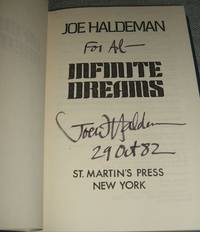 JOE HALDEMAN
For Al—
INFINITE
DREAMS
Joe Haldeman
29 Oct 82
ST. MARTIN'S PRESS
NEW YORK